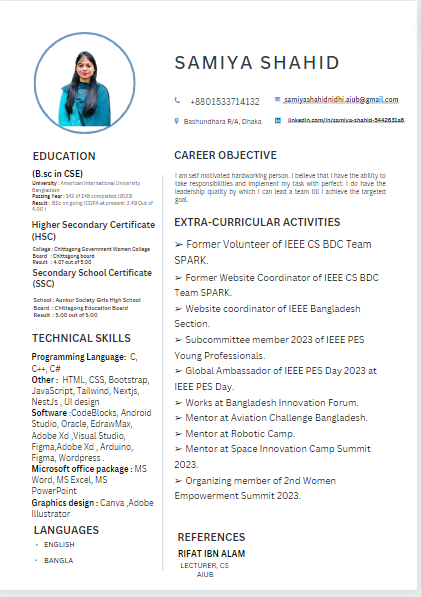 SAMIYA SHAHID
+8801533714132
samiyashahidnidhi.aiub@gmail.com
Bashundhara R/A, Dhaka
linkedin.com/in/samiya-shahid-5442631a6
EDUCATION
(B.sc in CSE)
University : American International University
Bangladesh
Passing Year : 142 of 148 completed (2023)
Result : BSc on going (CGPA at present: 3.49 Out of
4.00 )
Higher Secondary Certificate
(HSC)
College : Chittagong Government Women College
Board : Chittagong board
Result : 4.07 out of 5.00
Secondary School Certificate
(SSC)
School : Aunkur Society Girls High School
Board : Chittagong Education Board
Result : 5.00 out of 5.00
TECHNICAL SKILLS
Programming Language: C,
C++, C#
Other : HTML, CSS, Bootstrap,
JavaScript, Tailwind, Nextjs,
NestJs , UI design
Software :CodeBlocks, Android
Studio, Oracle, EdrawMax,
Adobe Xd ,Visual Studio,
Figma,Adobe Xd , Arduino,
Figma, Wordpress .
Microsoft office package : MS
Word, MS Excel, MS
PowerPoint
Graphics design : Canva ,Adobe
Illustrator
LANGUAGES
• ENGLISH
• BANGLA
CAREER OBJECTIVE
I am self motivated hardworking person. I believe that I have the ability to
take responsibilities and implement my task with perfect. I do have the
leadership quality by which I can lead a team till I achieve the targeted
goal.
EXTRA-CURRICULAR ACTIVITIES
➢ Former Volunteer of IEEE CS BDC Team
SPARK.
➢ Former Website Coordinator of IEEE CS BDC
Team SPARK.
➢ Website coordinator of IEEE Bangladesh
Section.
➢ Subcommittee member 2023 of IEEE PES
Young Professionals.
➢ Global Ambassador of IEEE PES Day 2023 at
IEEE PES Day.
➢ Works at Bangladesh Innovation Forum.
➢ Mentor at Aviation Challenge Bangladesh.
➢ Mentor at Robotic Camp.
➢ Mentor at Space Innovation Camp Summit
2023.
➢ Organizing member of 2nd Women
Empowerment Summit 2023.
REFERENCES
RIFAT IBN ALAM
LECTURER, CS
AIUB